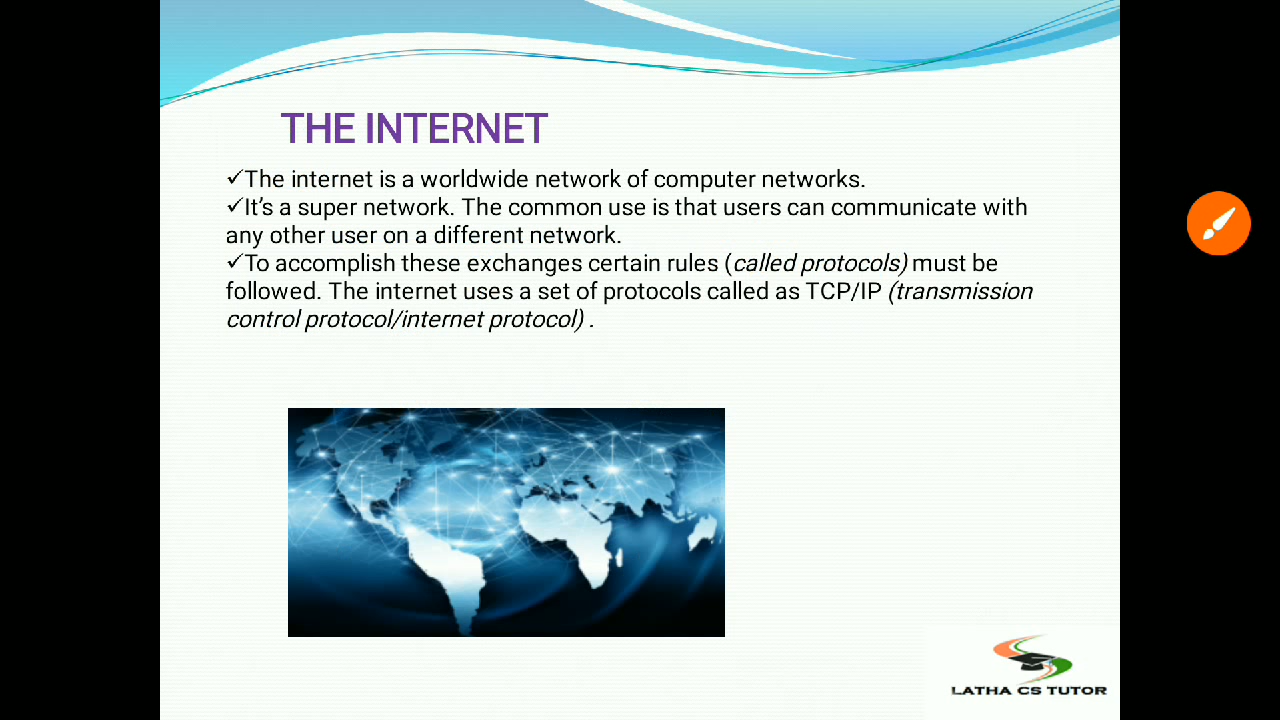 THE INTERNET
✓The internet is a worldwide network of computer networks.
✓It’s a super network. The common use is that users can communicate with
any other user on a different network.
✓To accomplish these exchanges certain rules (called protocols) must be
followed. The internet uses a set of protocols called as TCP/IP (transmission
control protocol/internet protocol) .
LATHA CS TUTOR